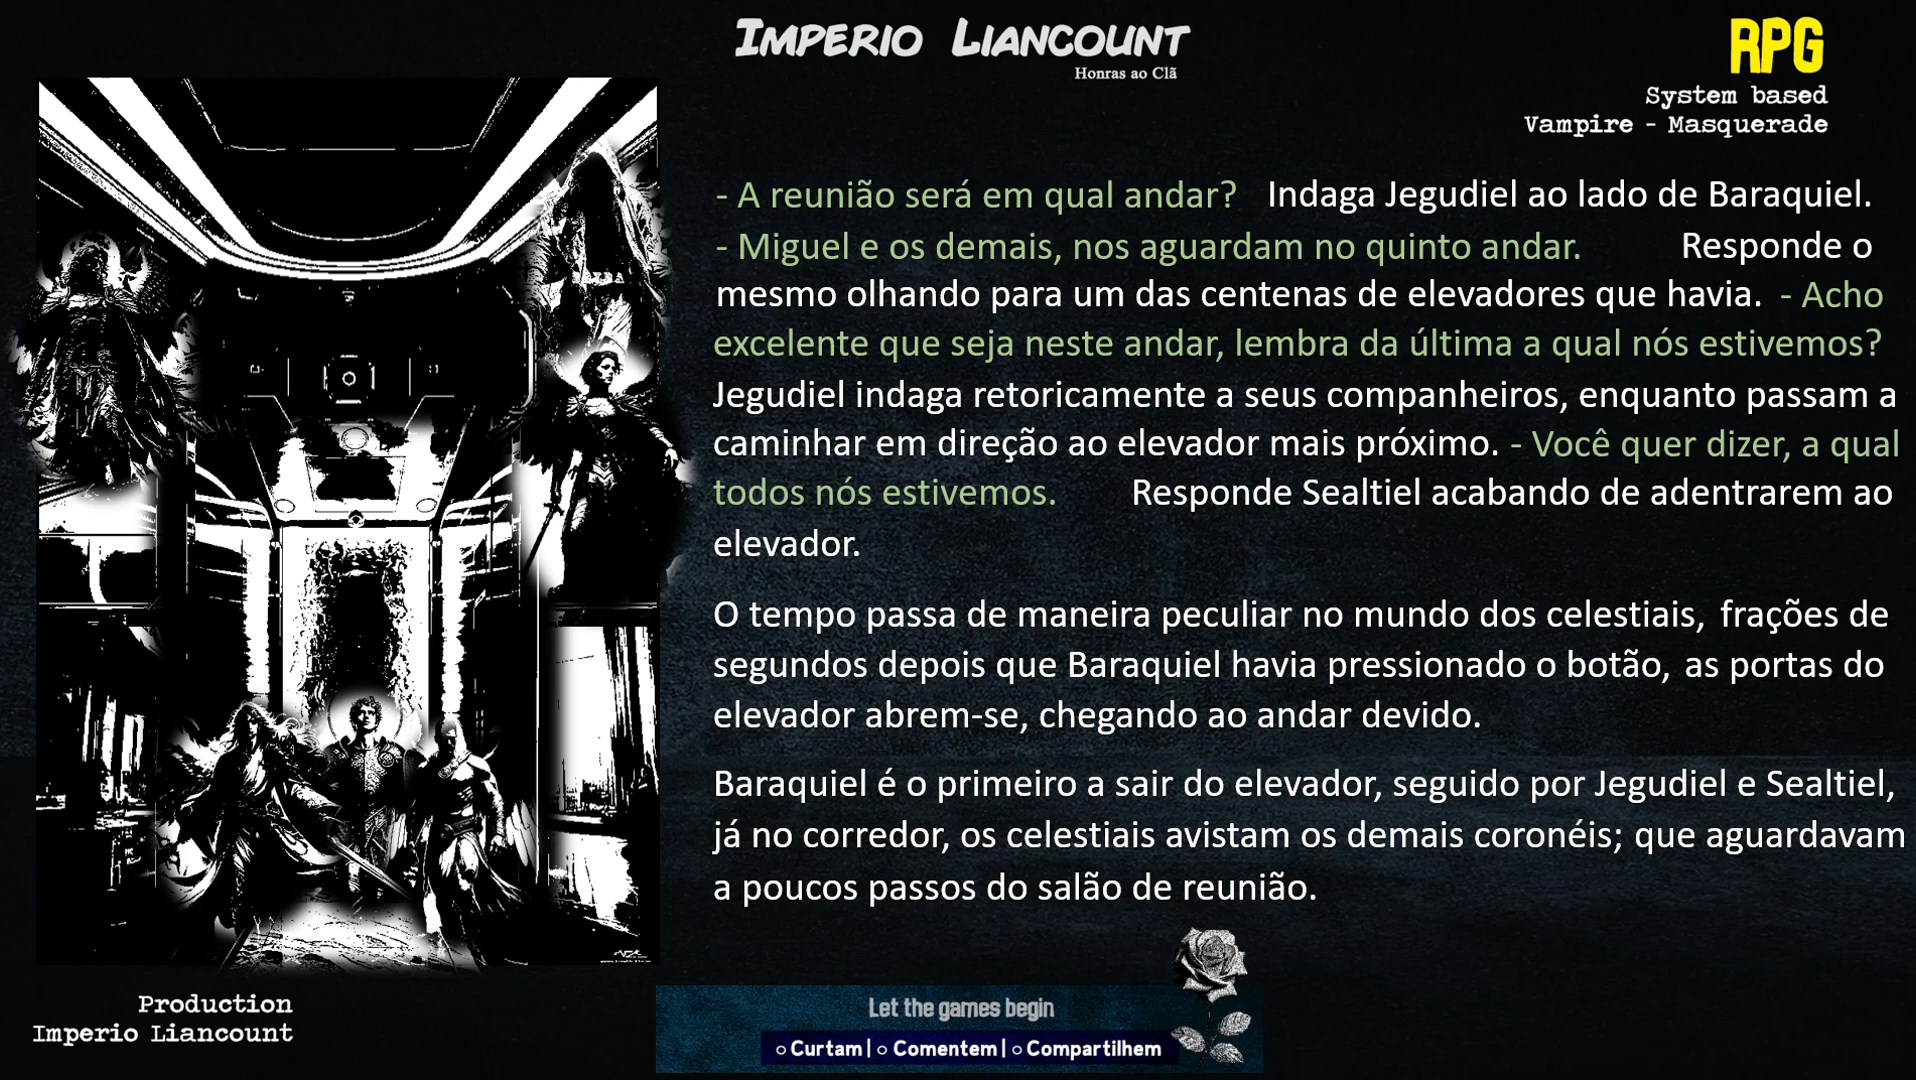 IMPERIO LIANCOUNT
Honras ao Clã
RPG
System based
Vampire - Masquerade
- A reunião será em qual andar? Indaga Jegudiel ao lado de Baraquiel.
- Miguel e os demais, nos aguardam no quinto andar. Responde o
mesmo olhando para um das centenas de elevadores que havia. - Acho
excelente que seja neste andar, lembra da última a qual nós estivemos?
Jegudiel indaga retoricamente a seus companheiros, enquanto passam a
caminhar em direção ao elevador mais próximo. - Você quer dizer, a qual
todos nós estivemos. Responde Sealtiel acabando de adentrarem ao
elevador.
O tempo passa de maneira peculiar no mundo dos celestiais, frações de
segundos depois que Baraquiel havia pressionado o botão, as portas do
elevador abrem-se, chegando ao andar devido.
Baraquiel é o primeiro a sair do elevador, seguido por Jegudiel e Sealtiel,
já no corredor, os celestiais avistam os demais coronéis; que aguardavam
a poucos passos do salão de reunião.
Production
Imperio Liancount
Let the games begin
○ Curtam | ○ Comentem | ○ Compartilhem